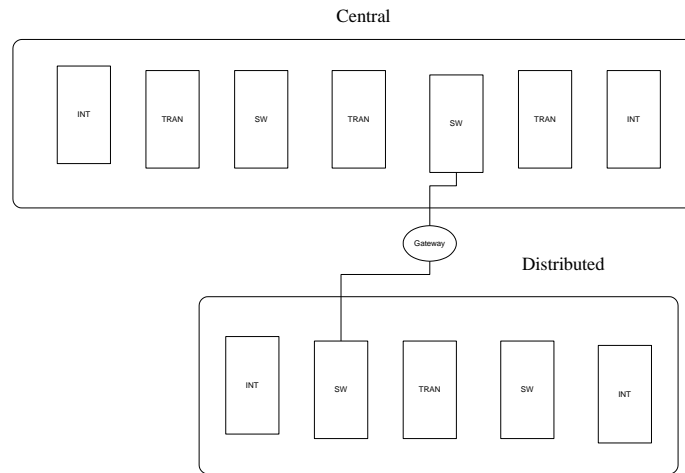 Central
INT
TRAN
SW
TRAN
SW
TRAN
INT
Gateway
Distributed
INT
SW
TRAN
SW
INT